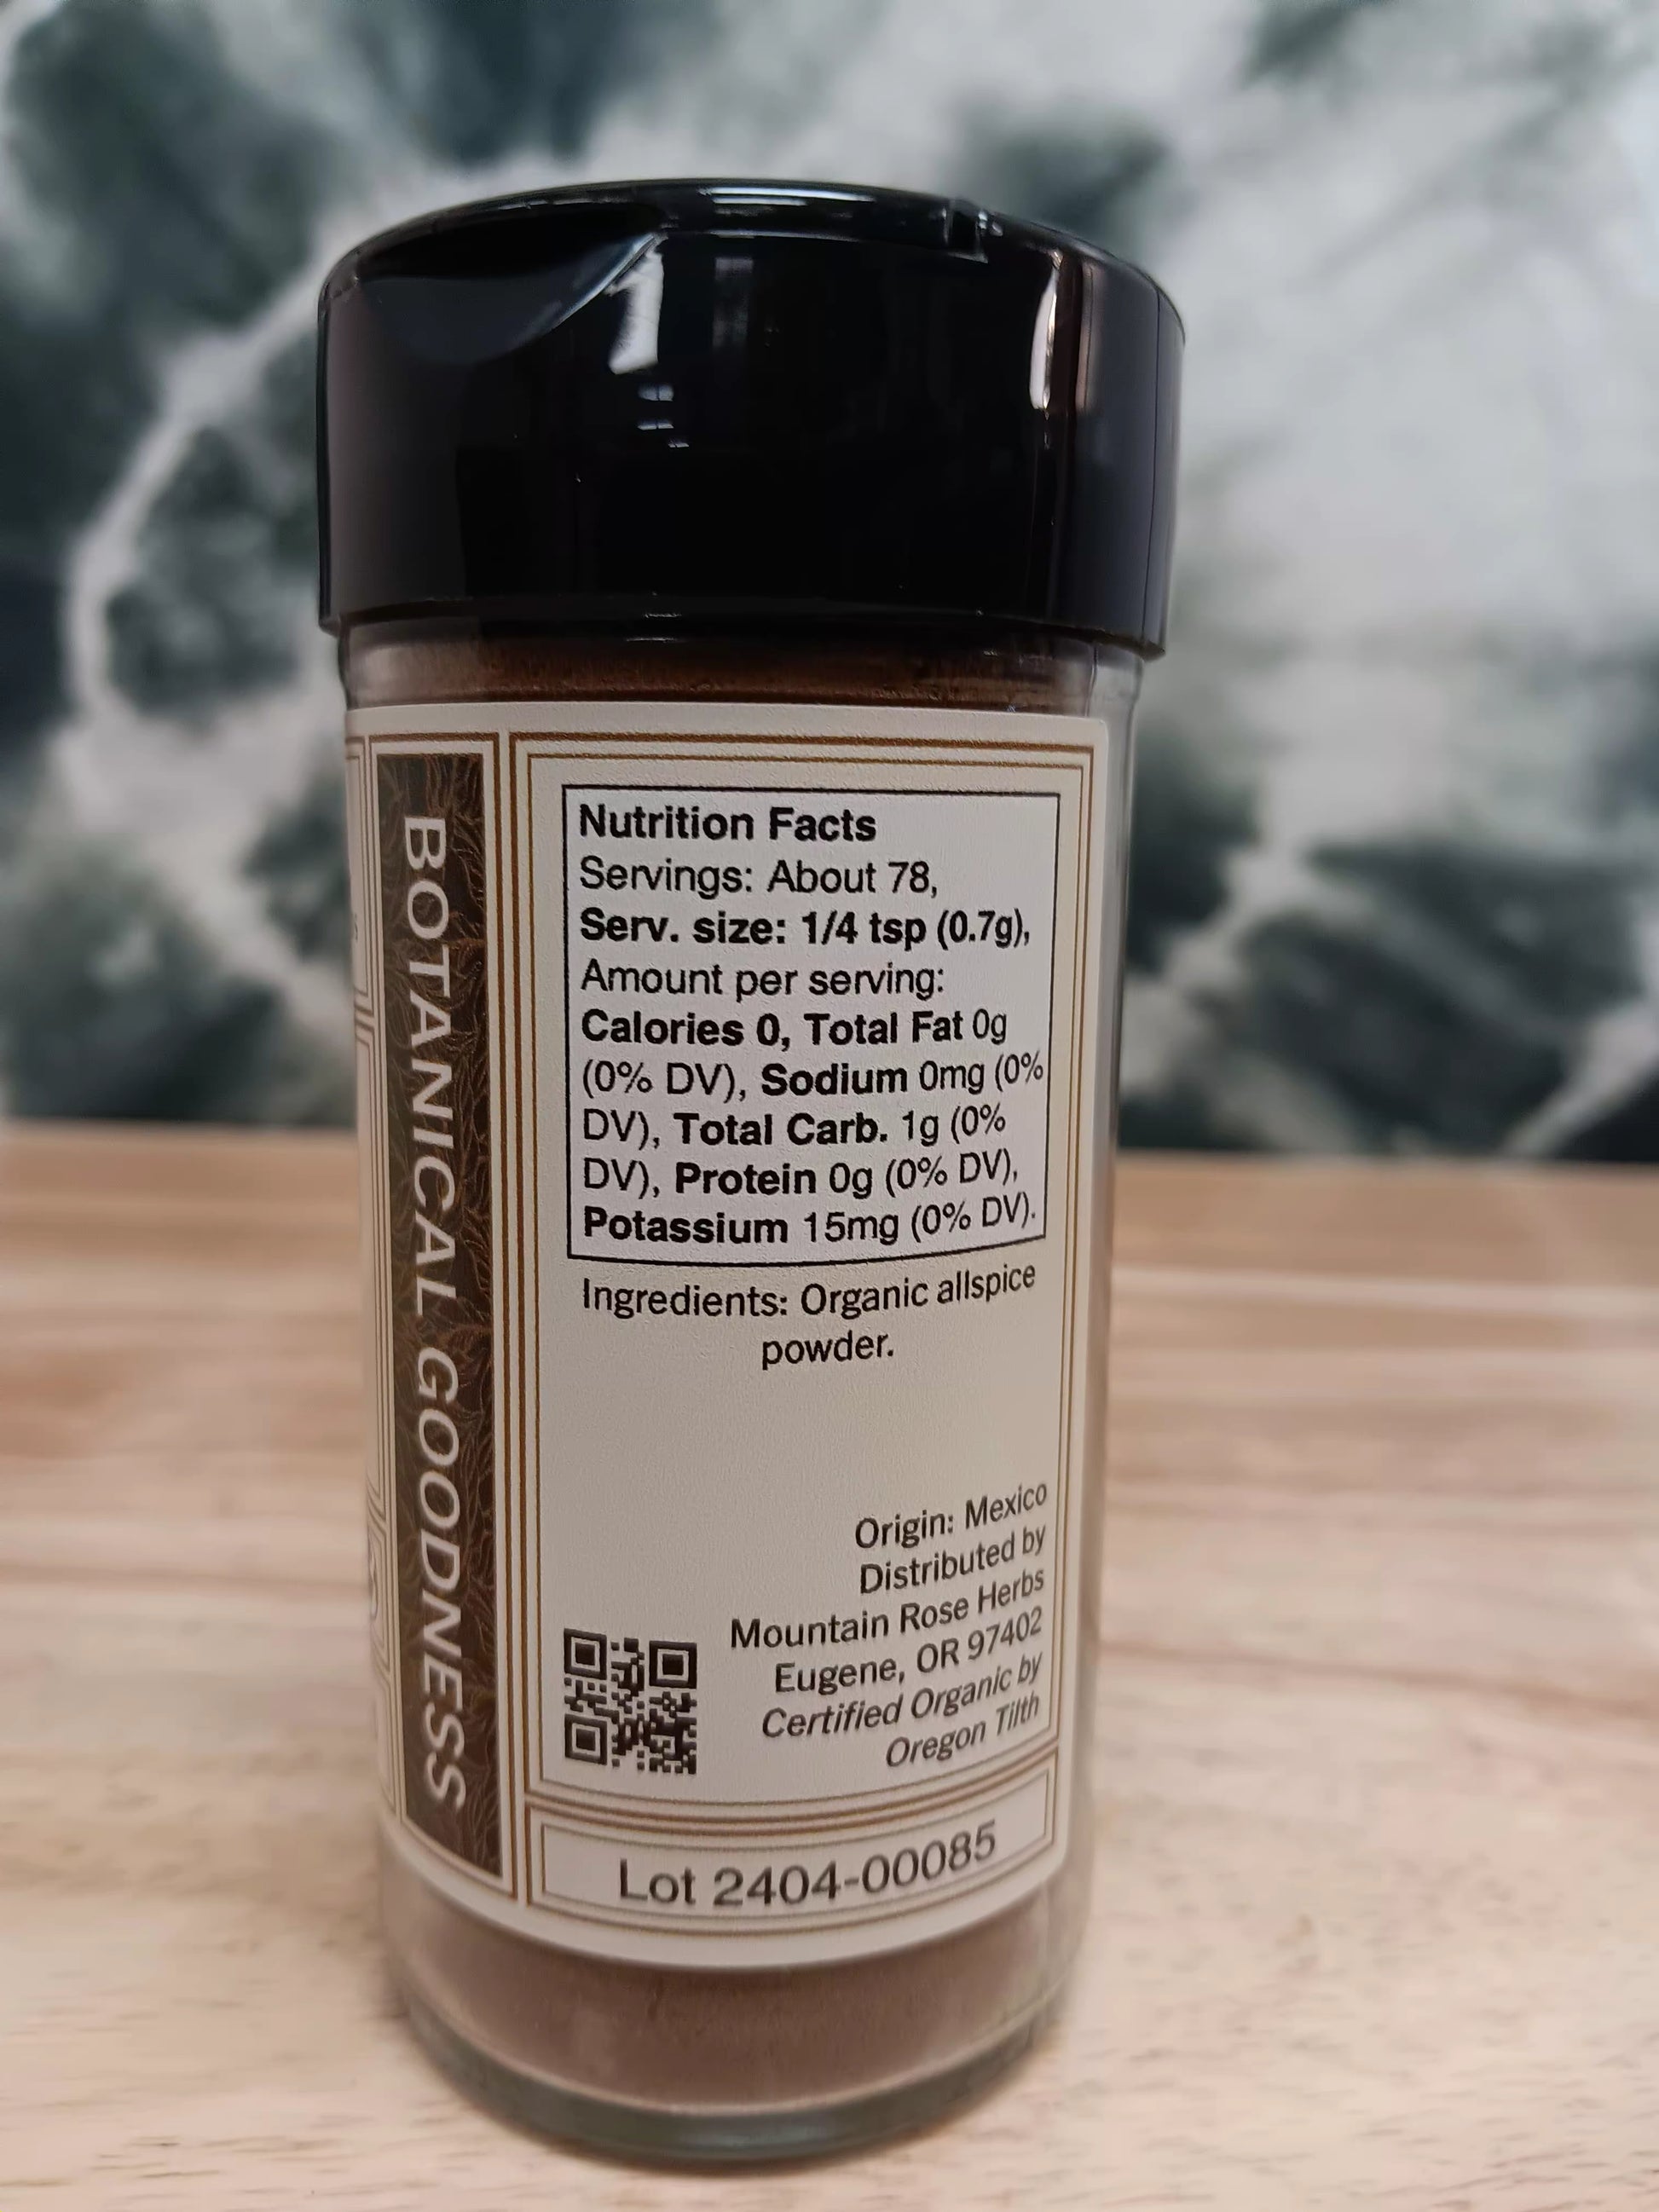 BOTANICAL GOODNESS
Nutrition Facts
Servings: About 78,
Serv. size: 1/4 tsp (0.7g),
Amount per serving:
Calories 0, Total Fat 0g
(0% DV), Sodium 0mg (0%
DV), Total Carb. 1g (0%
DV), Protein 0g (0% DV),
Potassium 15mg (0% DV).
Ingredients: Organic allspice
powder.
Origin: Mexico
Distributed by
Mountain Rose Herbs
Eugene, OR 97402
Certified Organic by
Oregon Tilth
Lot 2404-00085